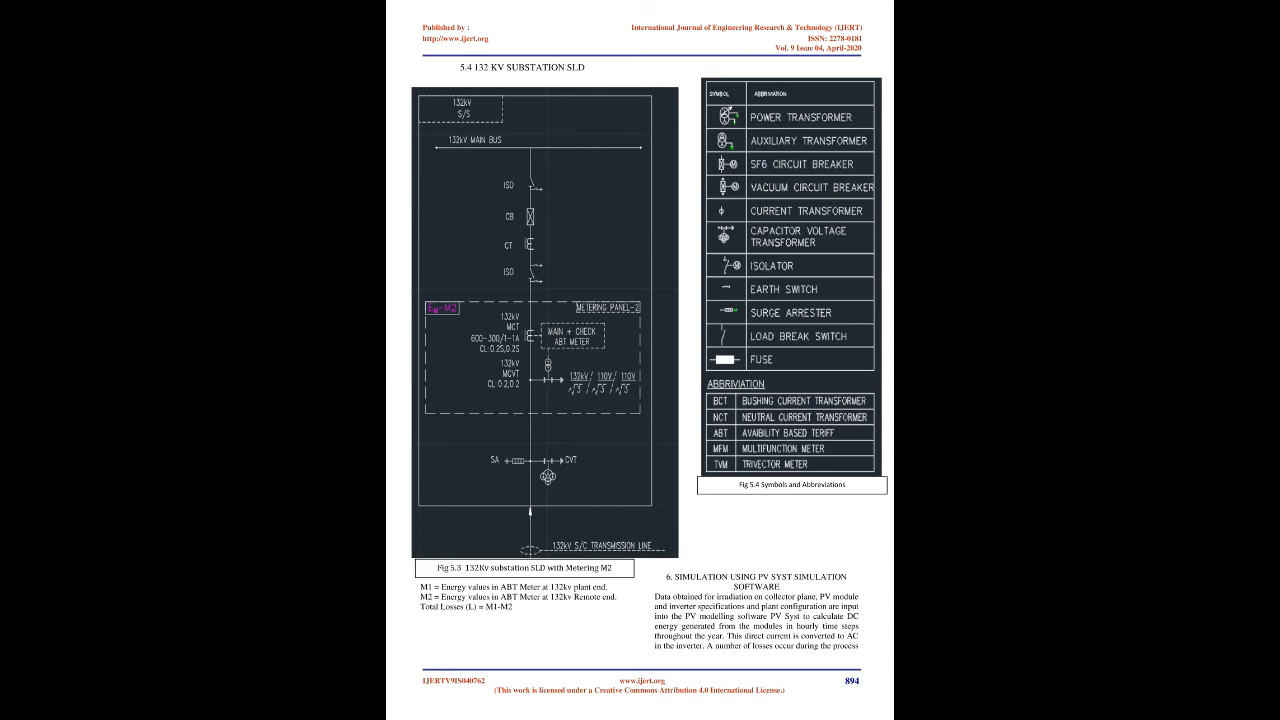 Published by :
http://www.ijert.org
International Journal of Engineering Research & Technology (IJERT)
ISSN: 2278-0181
Vol. 9 Issue 04, April-2020
5.4 132 KV SUBSTATION SLD
132kV
S/S
132kV MAIN BUS
ISO
CB
CT
ISO
METERING PANEL-2
132kV
MCT
600-300/1-1A
CL:0.2S,0.2S
MAIN + CHECK
ABT METER
132kV
MCVT
CL:0.2,0.2
132kV / 110V / 110V
√3 / √3 / √3
SA
CVT
132kV S/C TRANSMISSION LINE
Fig 5.3 132Kv substation SLD with Metering M2
M1 = Energy values in ABT Meter at 132kv plant end.
M2 = Energy values in ABT Meter at 132kv Remote end.
Total Losses (L) = M1-M2
SYMBOL ABBRIVIATION
POWER TRANSFORMER
AUXILIARY TRANSFORMER
SF6 CIRCUIT BREAKER
VACUUM CIRCUIT BREAKER
CURRENT TRANSFORMER
CAPACITOR VOLTAGE
TRANSFORMER
ISOLATOR
EARTH SWITCH
SURGE ARRESTER
LOAD BREAK SWITCH
FUSE
ABBRIVIATION
BCT BUSHING CURRENT TRANSFORMER
NCT NEUTRAL CURRENT TRANSFORMER
ABT AVAIBILITY BASED TERIFF
MFM MULTIFUNCTION METER
TVM TRIVECTOR METER
Fig 5.4 Symbols and Abbreviations
6. SIMULATION USING PV SYST SIMULATION
SOFTWARE
Data obtained for irradiation on collector plane, PV module
and inverter specifications and plant configuration are input
into the PV modelling software PV Syst to calculate DC
energy generated from the modules in hourly time steps
throughout the year. This direct current is converted to AC
in the inverter. A number of losses occur during the process
IJERTV9IS040762
www.ijert.org
894
(This work is licensed under a Creative Commons Attribution 4.0 International License.)